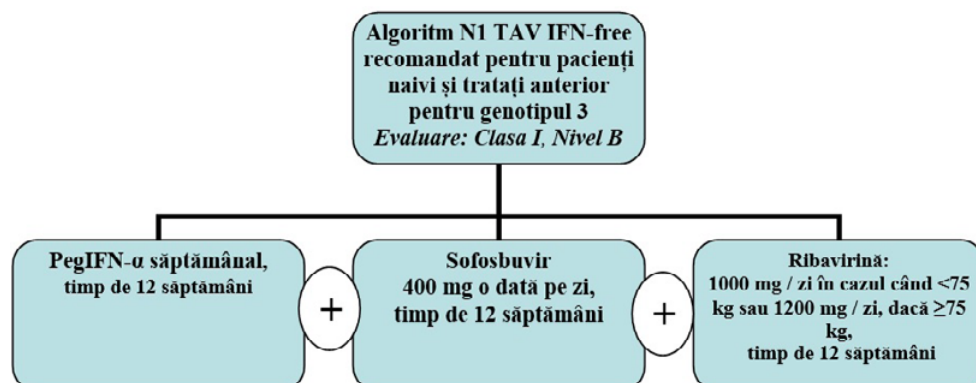 Algoritm N1 TAV IFN-free
recomandat pentru pacienți
naivi și tratați anterior
pentru genotipul 3
Evaluare: Clasa I, Nivel B
PegIFN-α săptămânal,
timp de 12 săptămâni
+
Sofosbuvir
400 mg o dată pe zi,
timp de 12 săptămâni
+
Ribavirină:
1000 mg / zi în cazul când <75
kg sau 1200 mg / zi, dacă ≥75
kg,
timp de 12 săptămâni